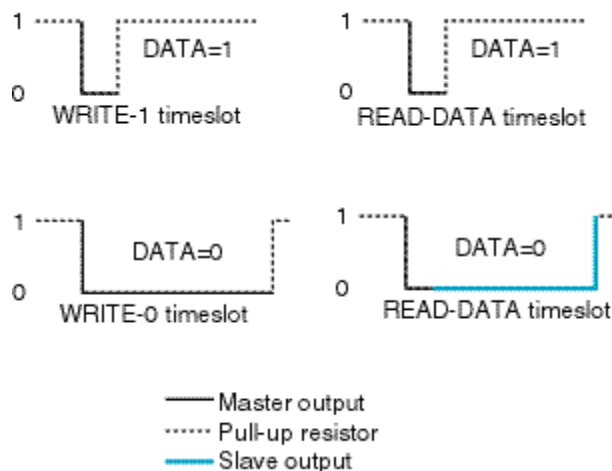 1
DATA=1
0
WRITE-1 timeslot
1
DATA=1
0
READ-DATA timeslot
1
DATA=0
0
WRITE-0 timeslot
1
DATA=0
0
READ-DATA timeslot
Master output
Pull-up resistor
Slave output